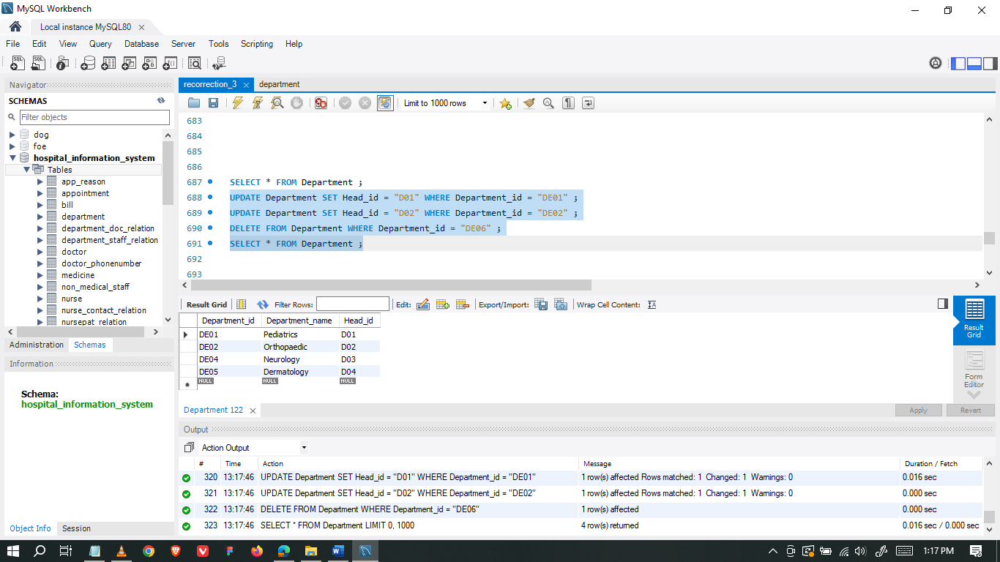 MySQL Workbench
Local instance MySQL80
File Edit View Query Database Server Tools Scripting Help
Navigator
SCHEMAS
Filter objects
dog
foe
hospital_information_system
Tables
app_reason
appointment
bill
department
department_doc_relation
department_staff_relation
doctor
doctor_phonenumber
medicine
non_medical_staff
nurse
nurse_contact_relation
nursepat_relation
Administration Schemas
Information
Schema:
hospital_information_system
Object Info Session
recorrection_3 department
Limit to 1000 rows
683
684
685
686
687 SELECT * FROM Department ;
688 UPDATE Department SET Head_id = "D01" WHERE Department_id = "DE01" ;
689 UPDATE Department SET Head_id = "D02" WHERE Department_id = "DE02" ;
690 DELETE FROM Department WHERE Department_id = "DE06" ;
691 SELECT * FROM Department ;
692
693
Result Grid Filter Rows: Edit: Export/Import: Wrap Cell Content:
Department_id Department_name Head_id
DE01 Pediatrics D01
DE02 Orthopaedic D02
DE04 Neurology D03
DE05 Dermatology D04
NULL NULL NULL
Result
Grid
Form
Editor
Department 122
Apply Revert
Output
Action Output
# Time Action Message Duration / Fetch
320 13:17:46 UPDATE Department SET Head_id = "D01" WHERE Department_id = "DE01" 1 row(s) affected Rows matched: 1 Changed: 1 Warnings: 0 0.016 sec
321 13:17:46 UPDATE Department SET Head_id = "D02" WHERE Department_id = "DE02" 1 row(s) affected Rows matched: 1 Changed: 1 Warnings: 0 0.000 sec
322 13:17:46 DELETE FROM Department WHERE Department_id = "DE06" 1 row(s) affected 0.000 sec
323 13:17:46 SELECT * FROM Department LIMIT 0, 1000 4 row(s) returned 0.016 sec / 0.000 sec
1:17 PM